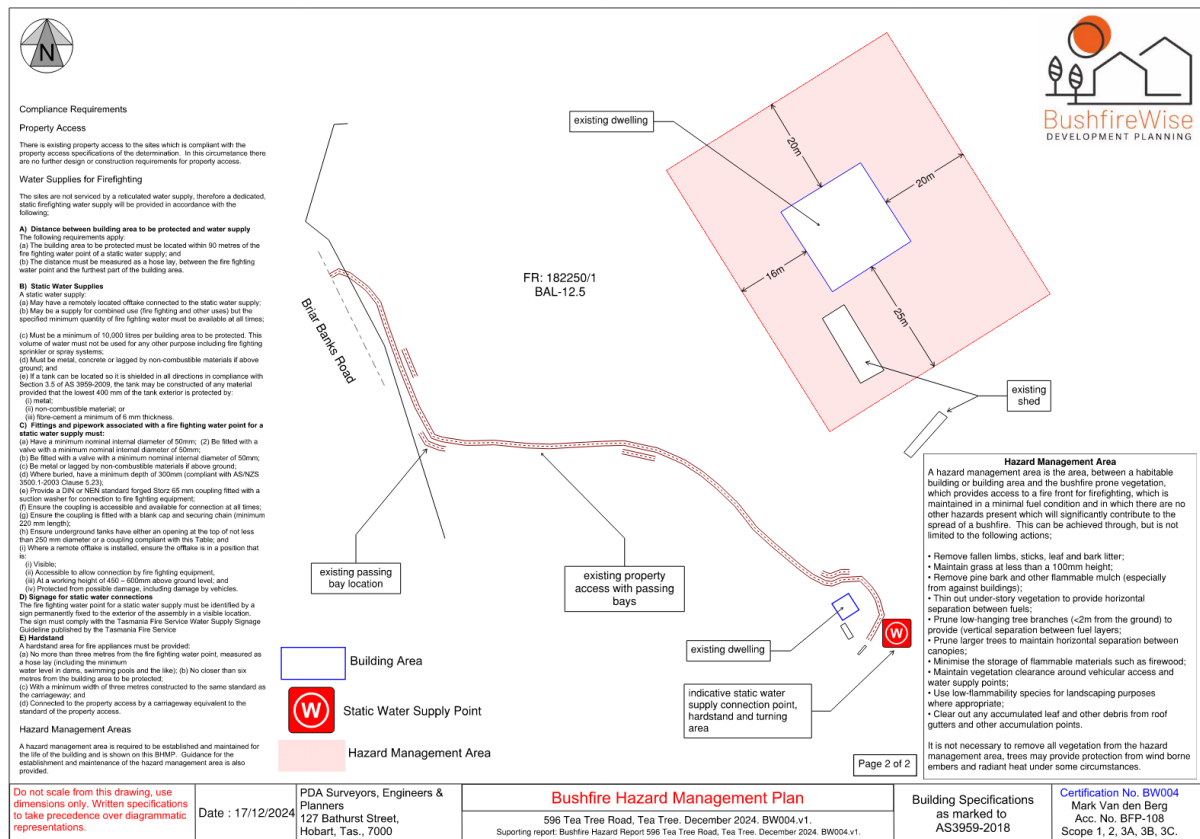 N
Compliance Requirements
Property Access
There is existing property access to the sites which is compliant with the
property access specifications of the determination. In this circumstance there
are no further design or construction requirements for property access.
Water Supplies for Firefighting
The sites are not serviced by a reticulated water supply, therefore a dedicated,
static firefighting water supply will be provided in accordance with the
following;
A) Distance between building area to be protected and water supply
The following requirements apply:
(a) The building area to be protected must be located within 90 metres of the
fire fighting water point of a static water supply; and
(b) The distance must be measured as a hose lay, between the fire fighting
water point and the furthest part of the building area.
B) Static Water Supplies
A static water supply:
(a) May have a remotely located offtake connected to the static water supply;
(b) May be a supply for combined use (fire fighting and other uses) but the
specified minimum quantity of fire fighting water must be available at all times;
(c) Must be a minimum of 10,000 litres per building area to be protected. This
volume of water must not be used for any other purpose including fire fighting
sprinkler or spray systems;
(d) Must be metal, concrete or lagged by non-combustible materials if above
ground; and
(e) If a tank can be located so it is shielded in all directions in compliance with
Section 3.5 of AS 3959-2009, the tank may be constructed of any material
provided that the lowest 400 mm of the tank exterior is protected by:
(i) metal;
(ii) non-combustible material; or
(iii) fibre-cement a minimum of 6 mm thickness.
C) Fittings and pipework associated with a fire fighting water point for a
static water supply must:
(a) Have a minimum nominal internal diameter of 50mm; (2) Be fitted with a
valve with a minimum nominal internal diameter of 50mm;
(b) Be fitted with a valve with a minimum nominal internal diameter of 50mm;
(c) Be metal or lagged by non-combustible materials if above ground;
(d) Where buried, have a minimum depth of 300mm (compliant with AS/NZS
3500.1-2003 Clause 5.23);
(e) Provide a DIN or NEN standard forged Storz 65 mm coupling fitted with a
suction washer for connection to fire fighting equipment;
(f) Ensure the coupling is accessible and available for connection at all times;
(g) Ensure the coupling is fitted with a blank cap and securing chain (minimum
220 mm length);
(h) Ensure underground tanks have either an opening at the top of not less
than 250 mm diameter or a coupling compliant with this Table; and
(i) Where a remote offtake is installed, ensure the offtake is in a position that
is:
(i) Visible;
(ii) Accessible to allow connection by fire fighting equipment,
(iii) At a working height of 450 – 600mm above ground level; and
(iv) Protected from possible damage, including damage by vehicles.
D) Signage for static water connections
The fire fighting water point for a static water supply must be identified by a
sign permanently fixed to the exterior of the assembly in a visible location.
The sign must comply with the Tasmania Fire Service Water Supply Signage
Guideline published by the Tasmania Fire Service
E) Hardstand
A hardstand area for fire appliances must be provided:
(a) No more than three metres from the fire fighting water point, measured as
a hose lay (including the minimum
water level in dams, swimming pools and the like); (b) No closer than six
metres from the building area to be protected;
(c) With a minimum width of three metres constructed to the same standard as
the carriageway; and
(d) Connected to the property access by a carriageway equivalent to the
standard of the property access.
Hazard Management Areas
A hazard management area is required to be established and maintained for
the life of the building and is shown on this BHMP. Guidance for the
establishment and maintenance of the hazard management area is also
provided.
Briar Banks Road
FR: 182250/1
BAL-12.5
existing dwelling
20m
20m
16m
25m
existing
shed
BushfireWise
DEVELOPMENT PLANNING
existing passing
bay location
existing property
access with passing
bays
existing dwelling
W
indicative static water
supply connection point,
hardstand and turning
area
Building Area
W
Static Water Supply Point
Hazard Management Area
Hazard Management Area
A hazard management area is the area, between a habitable
building or building area and the bushfire prone vegetation,
which provides access to a fire front for firefighting, which is
maintained in a minimal fuel condition and in which there are no
other hazards present which will significantly contribute to the
spread of a bushfire. This can be achieved through, but is not
limited to the following actions;
• Remove fallen limbs, sticks, leaf and bark litter;
• Maintain grass at less than a 100mm height;
• Remove pine bark and other flammable mulch (especially
from against buildings);
• Thin out under-story vegetation to provide horizontal
separation between fuels;
• Prune low-hanging tree branches (<2m from the ground) to
provide (vertical separation between fuel layers;
• Prune larger trees to maintain horizontal separation between
canopies;
• Minimise the storage of flammable materials such as firewood;
• Maintain vegetation clearance around vehicular access and
water supply points;
• Use low-flammability species for landscaping purposes
where appropriate;
• Clear out any accumulated leaf and other debris from roof
gutters and other accumulation points.
It is not necessary to remove all vegetation from the hazard
management area, trees may provide protection from wind borne
embers and radiant heat under some circumstances.
Page 2 of 2
Do not scale from this drawing, use
dimensions only. Written specifications
to take precedence over diagrammatic
representations.
Date : 17/12/2024
PDA Surveyors, Engineers &
Planners
127 Bathurst Street,
Hobart, Tas., 7000
Bushfire Hazard Management Plan
596 Tea Tree Road, Tea Tree. December 2024. BW004.v1.
Suporting report: Bushfire Hazard Report 596 Tea Tree Road, Tea Tree. December 2024. BW004.v1.
Building Specifications
as marked to
AS3959-2018
Certification No. BW004
Mark Van den Berg
Acc. No. BFP-108
Scope 1, 2, 3A, 3B, 3C.